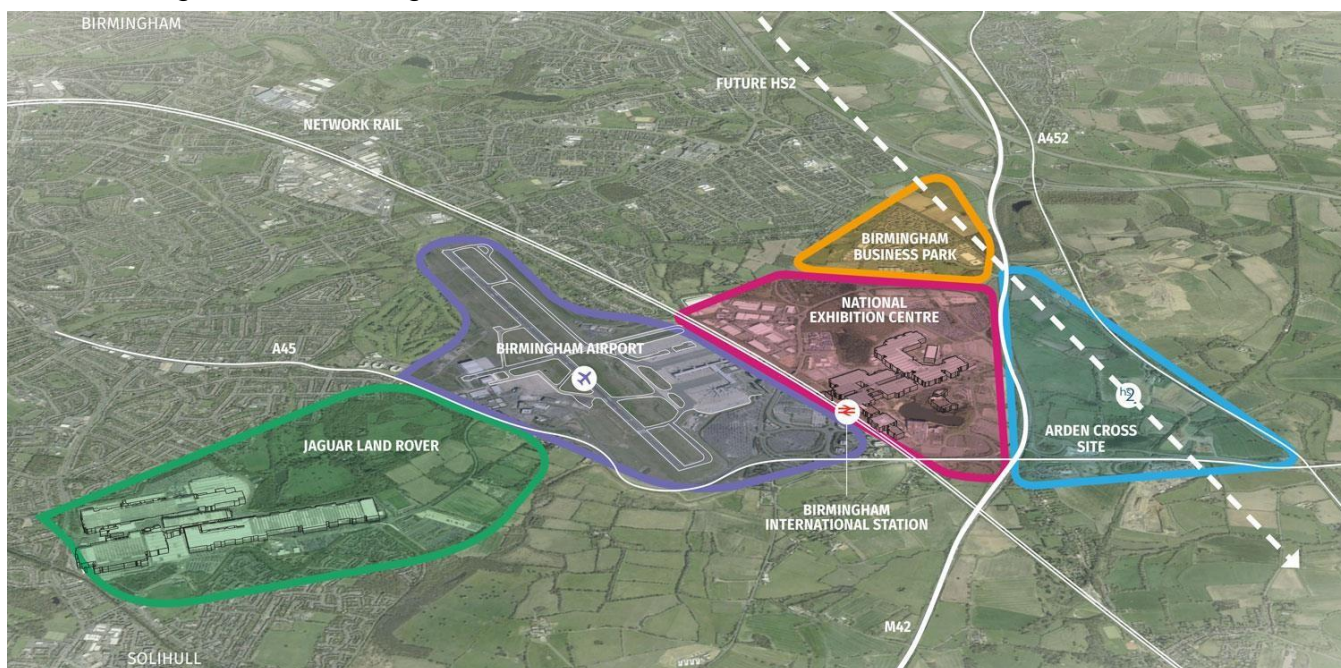 BIRMINGHAM
FUTURE HS2
NETWORK RAIL
A452
BIRMINGHAM
BUSINESS PARK
NATIONAL
EXHIBITION CENTRE
A45
BIRMINGHAM AIRPORT
hs2
JAGUAR LAND ROVER
ARDEN CROSS
SITE
BIRMINGHAM
INTERNATIONAL STATION
M42
SOLIHULL